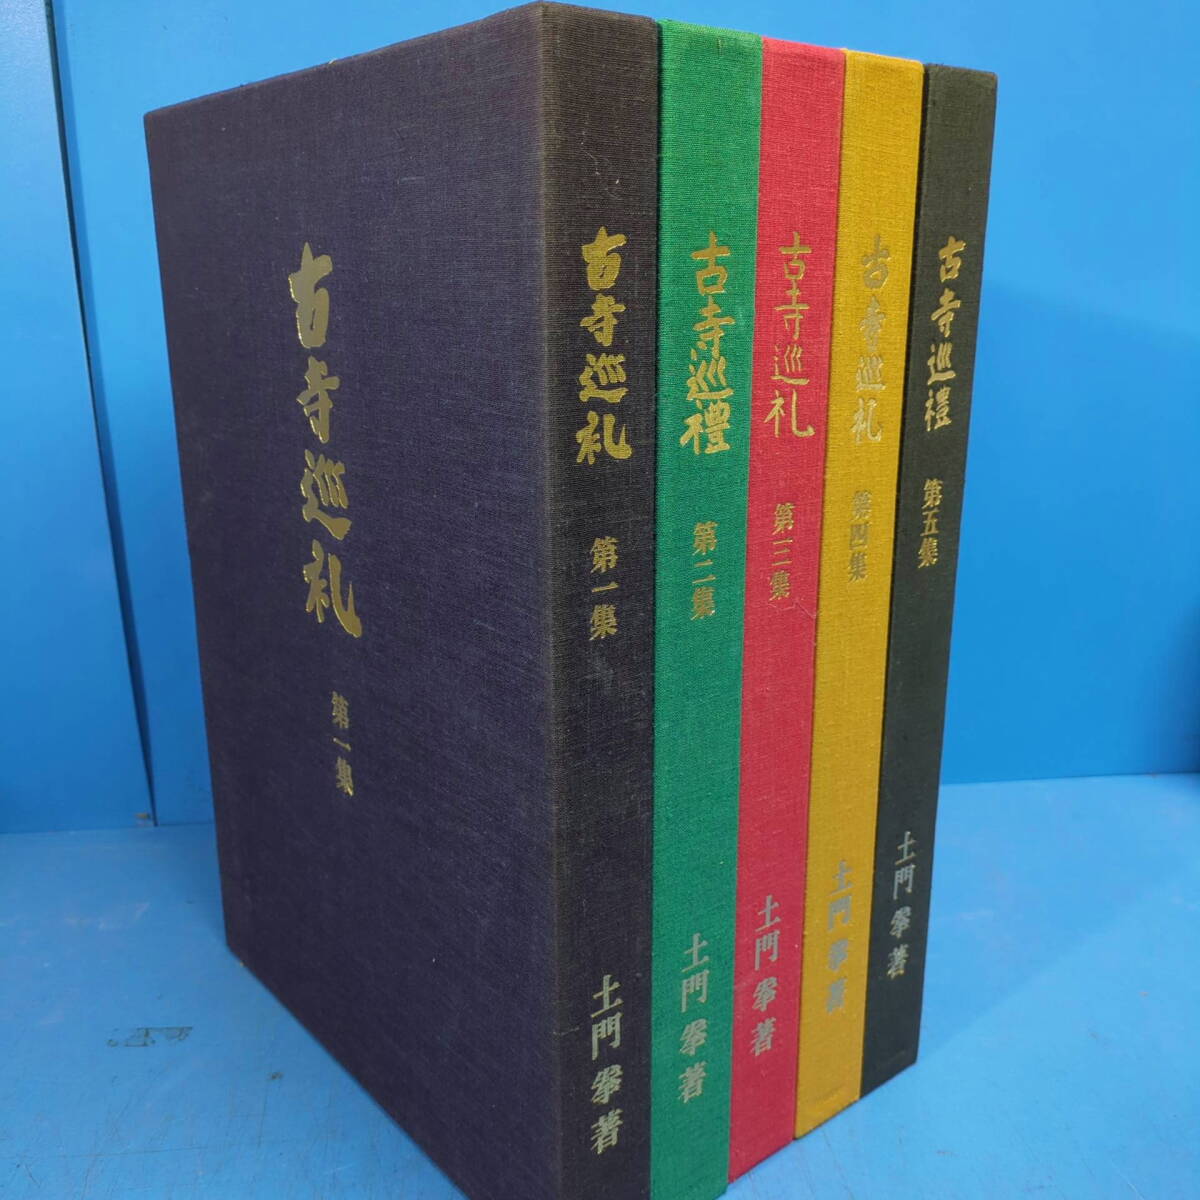 古寺巡礼
第一集
古寺巡礼
第一集
土門拳著
古寺巡禮
第二集
土門拳著
古寺巡礼
第三集
土門拳著
古寺巡礼
第四集
土門拳著
古寺巡禮
第五集
土門拳著